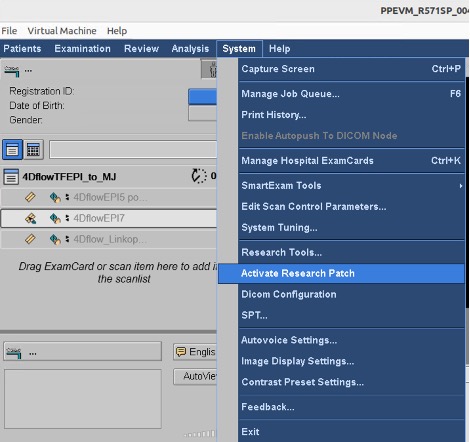 PPEVM_R571SP_004
File Virtual Machine Help
Patients Examination Review Analysis System Help
...
Registration ID:
Date of Birth:
Gender:
4DflowTFEPI_to_MJ
4DflowEPI5 po...
4DflowEPI7
4Dflow_Linkop...
Drag ExamCard or scan item here to add i
the scanlist
...
Englis
AutoVie
Capture Screen Ctrl+P
Manage Job Queue... F6
Print History...
Enable Autopush To DICOM Node
Manage Hospital ExamCards Ctrl+K
SmartExam Tools
Edit Scan Control Parameters...
System Tuning...
Research Tools...
Activate Research Patch
Dicom Configuration
SPT...
Autovoice Settings...
Image Display Settings...
Contrast Preset Settings...
Feedback...
Exit